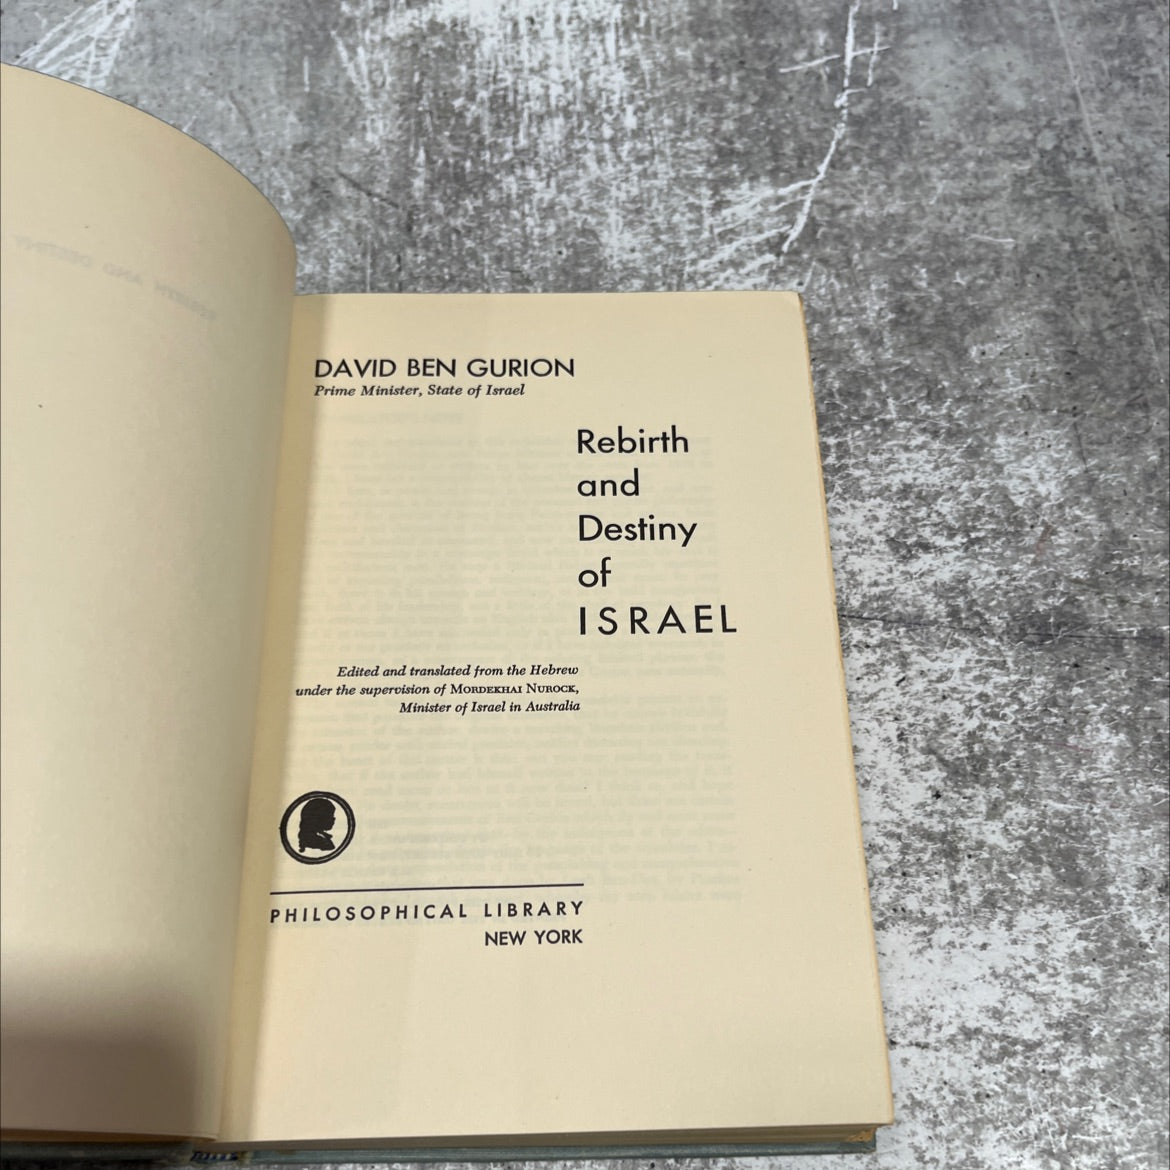 DAVID BEN GURION
Prime Minister, State of Israel
Rebirth
and
Destiny
of
ISRAEL
Edited and translated from the Hebrew
under the supervision of MORDEKHAI NUROCK,
Minister of Israel in Australia
PHILOSOPHICAL LIBRARY
NEW YORK